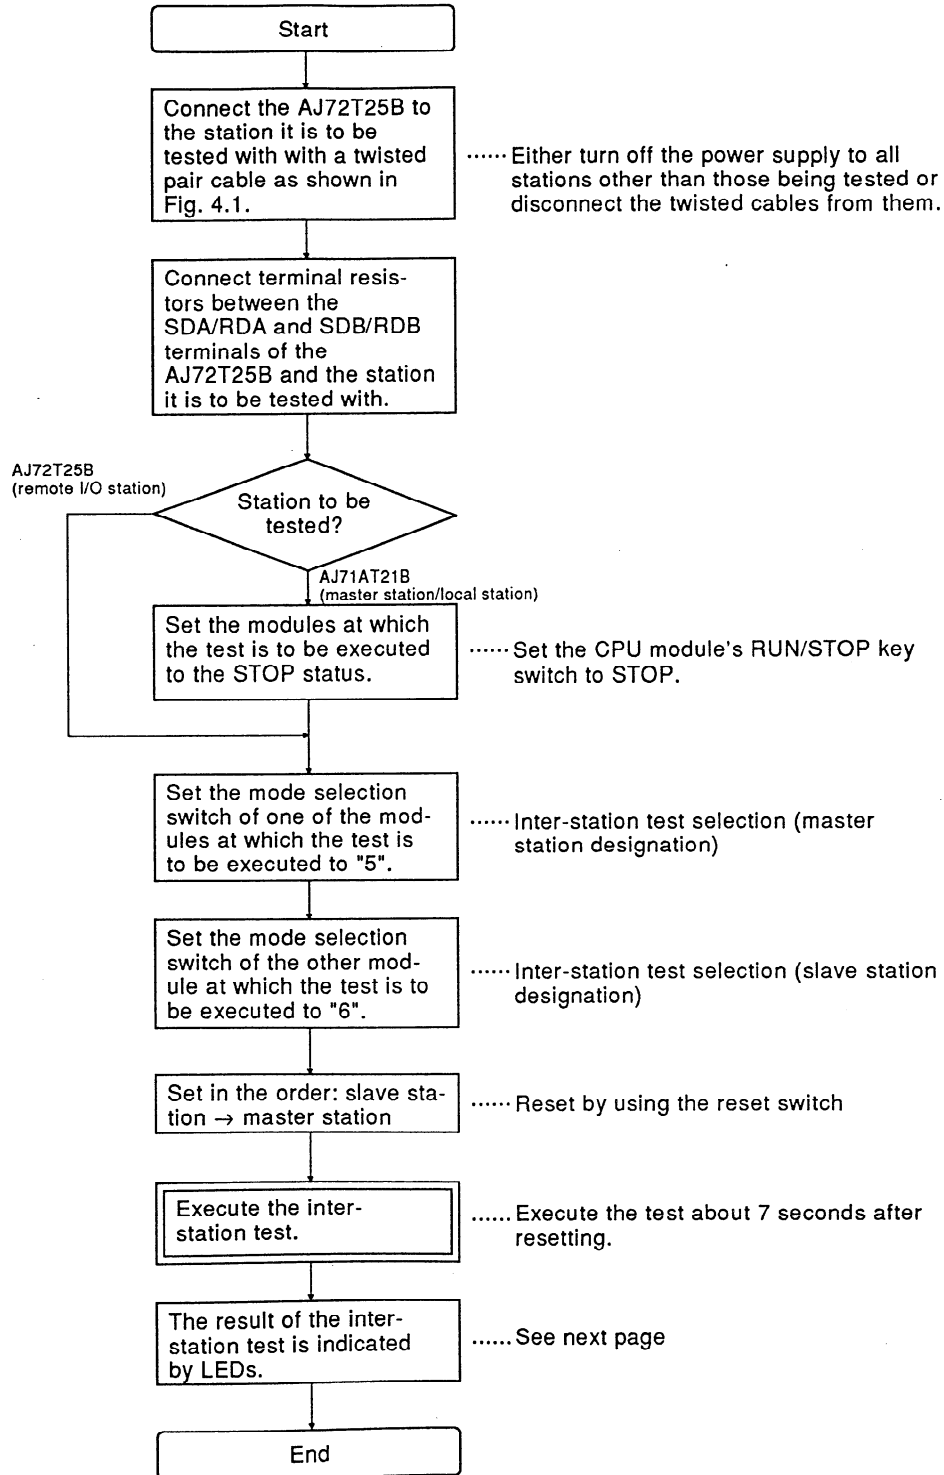 Start
Connect the AJ72T25B to
the station it is to be
tested with with a twisted
pair cable as shown in
Fig. 4.1.
...... Either turn off the power supply to all
stations other than those being tested or
disconnect the twisted cables from them.
Connect terminal resis-
tors between the
SDA/RDA and SDB/RDB
terminals of the
AJ72T25B and the station
it is to be tested with.
AJ72T25B
(remote I/O station)
Station to be
tested?
AJ71AT21B
(master station/local station)
Set the modules at which
the test is to be executed
to the STOP status.
...... Set the CPU module's RUN/STOP key
switch to STOP.
Set the mode selection
switch of one of the mod-
ules at which the test is
to be executed to "5".
...... Inter-station test selection (master
station designation)
Set the mode selection
switch of the other mod-
ule at which the test is to
be executed to "6".
...... Inter-station test selection (slave station
designation)
Set in the order: slave sta-
tion → master station
...... Reset by using the reset switch
Execute the inter-
station test.
...... Execute the test about 7 seconds after
resetting.
The result of the inter-
station test is indicated
by LEDs.
...... See next page
End